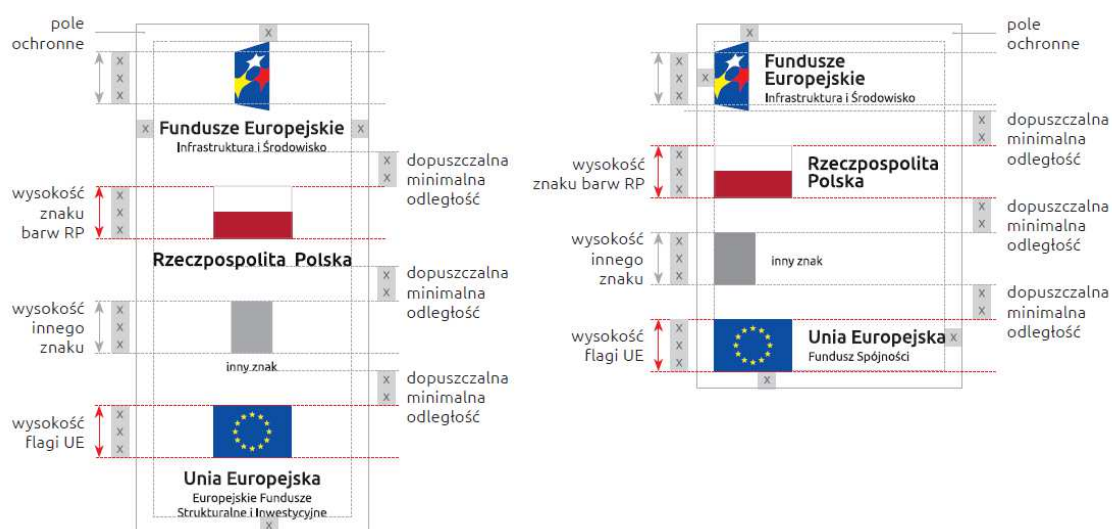 pole
ochronne
x
x
x
x
x
Fundusze Europejskie
x
Infrastruktura i Środowisko
x
x
dopuszczalna
minimalna
odległość
wysokość
znaku
barw RP
x
x
x
Rzeczpospolita Polska
x
x
dopuszczalna
minimalna
odległość
wysokość
innego
znaku
x
x
x
inny znak
x
x
dopuszczalna
minimalna
odległość
wysokość
flagi UE
x
x
x
Unia Europejska
Europejskie Fundusze
Strukturalne i Inwestycyjne
x
x
pole
ochronne
x
x
x
x
Fundusze
Europejskie
Infrastruktura i Środowisko
x
x
dopuszczalna
minimalna
odległość
wysokość
znaku barw RP
x
x
x
Rzeczpospolita
Polska
x
x
dopuszczalna
minimalna
odległość
wysokość
innego
znaku
x
x
x
inny znak
x
x
dopuszczalna
minimalna
odległość
wysokość
flagi UE
x
x
x
Unia Europejska
x
Fundusz Spójności
x